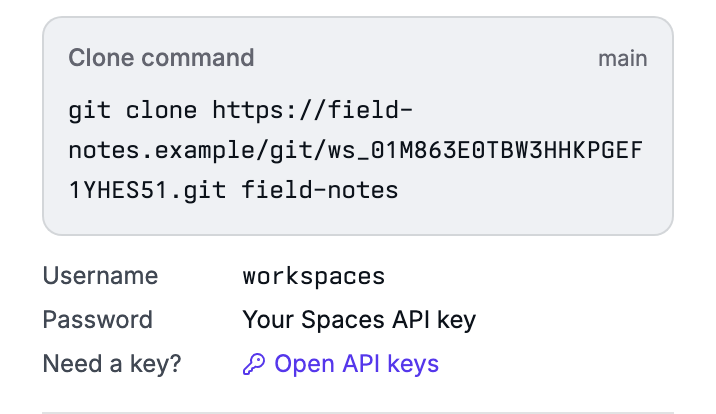 Clone command
main
git clone https://field-
notes.example/git/ws_01M863E0TBW3HHKPGEF
1YHES51.git field-notes
Username workspaces
Password Your Spaces API key
Need a key? Open API keys